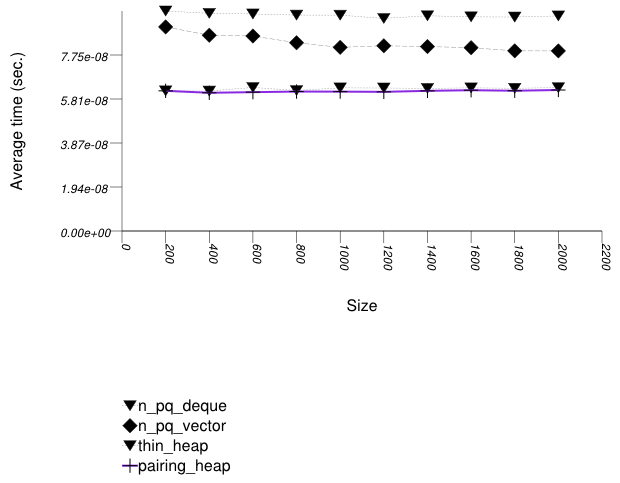 Average time (sec.)
7.75e-08
5.81e-08
3.87e-08
1.94e-08
0.00e+00
0 200 400 600 800 1000 1200 1400 1600 1800 2000 2200
Size
n_pq_deque
n_pq_vector
thin_heap
pairing_heap